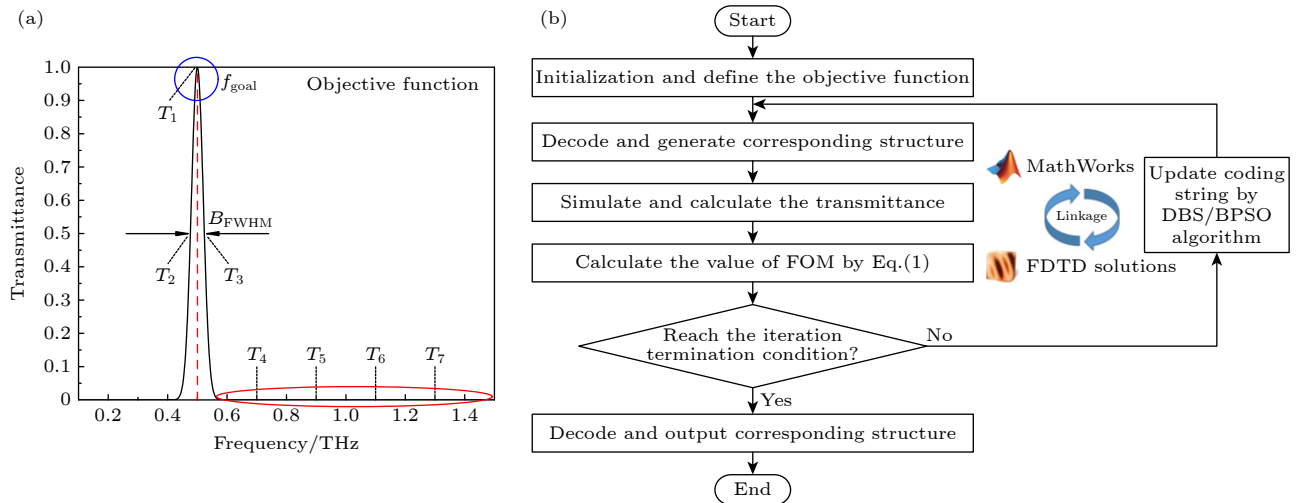 (a)
1.0
0.9
0.8
0.7
0.6
0.5
0.4
0.3
0.2
0.1
0
Transmittance
f_goal
Objective function
T_1
B_FWHM
T_2
T_3
T_4
T_5
T_6
T_7
0.2
0.4
0.6
0.8
1.0
1.2
1.4
Frequency/THz
(b)
Start
Initialization and define the objective function
Decode and generate corresponding structure
Simulate and calculate the transmittance
Calculate the value of FOM by Eq.(1)
Reach the iteration
termination condition?
No
Yes
Decode and output corresponding structure
End
MathWorks
Linkage
FDTD solutions
Update coding
string by
DBS/BPSO
algorithm